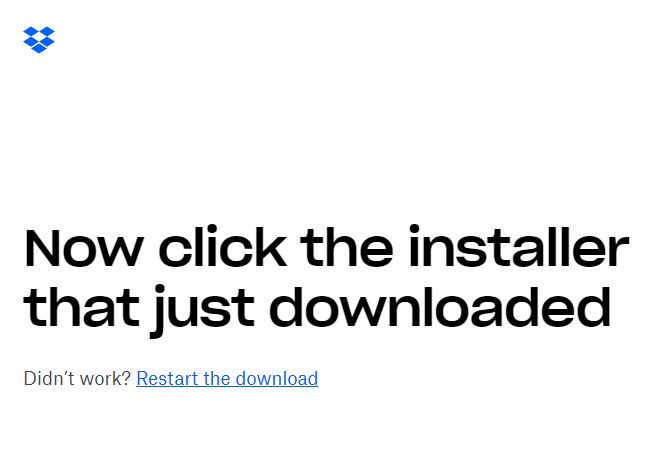 Now click the installer
that just downloaded
Didn’t work? Restart the download